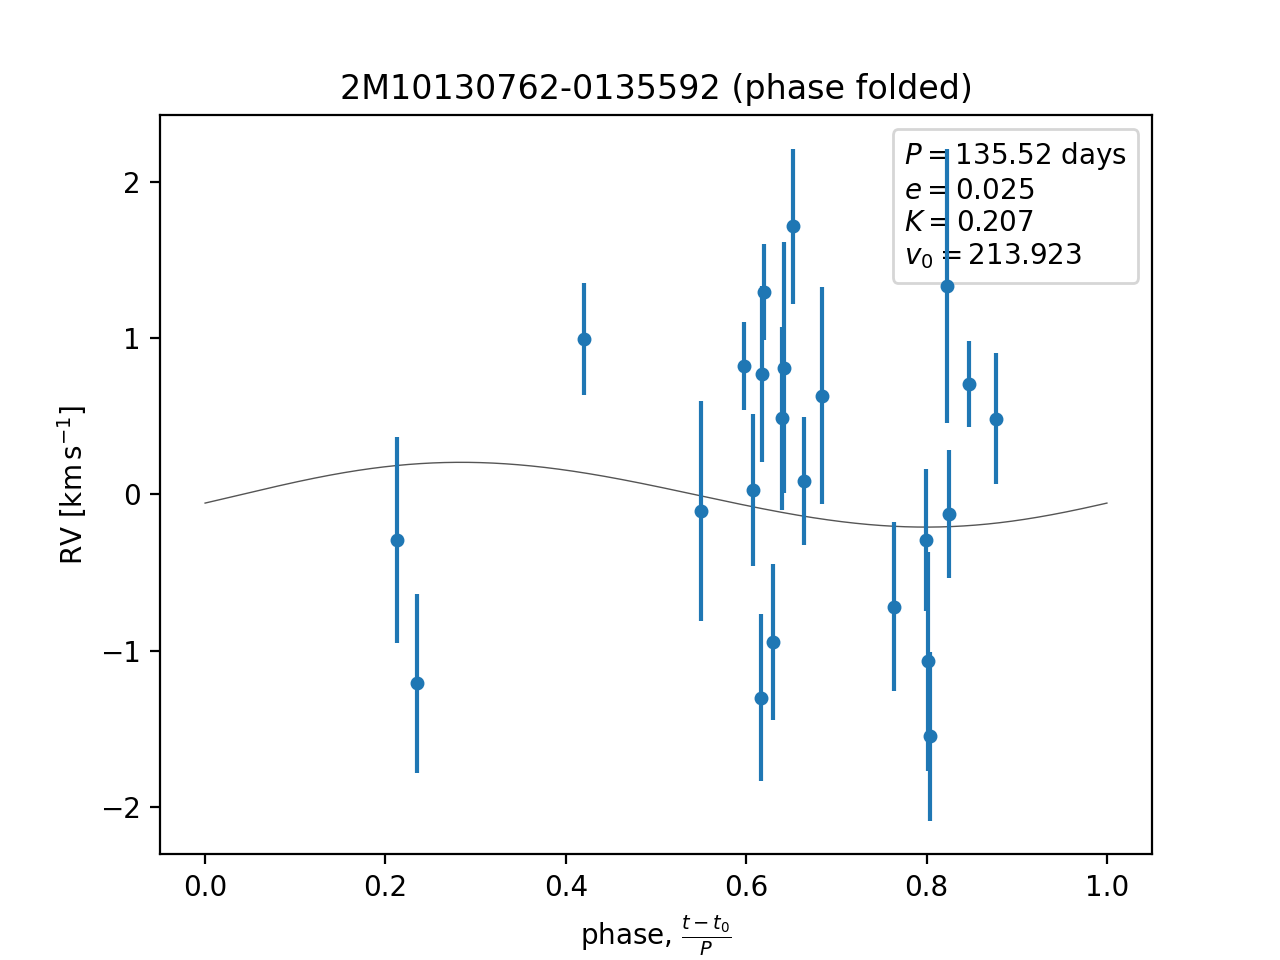 2M10130762-0135592 (phase folded)
P = 135.52 days
e = 0.025
K = 0.207
v₀ = 213.923
RV [km s⁻¹]
2
1
0
−1
−2
0.0 0.2 0.4 0.6 0.8 1.0
phase, (t − t₀)/P